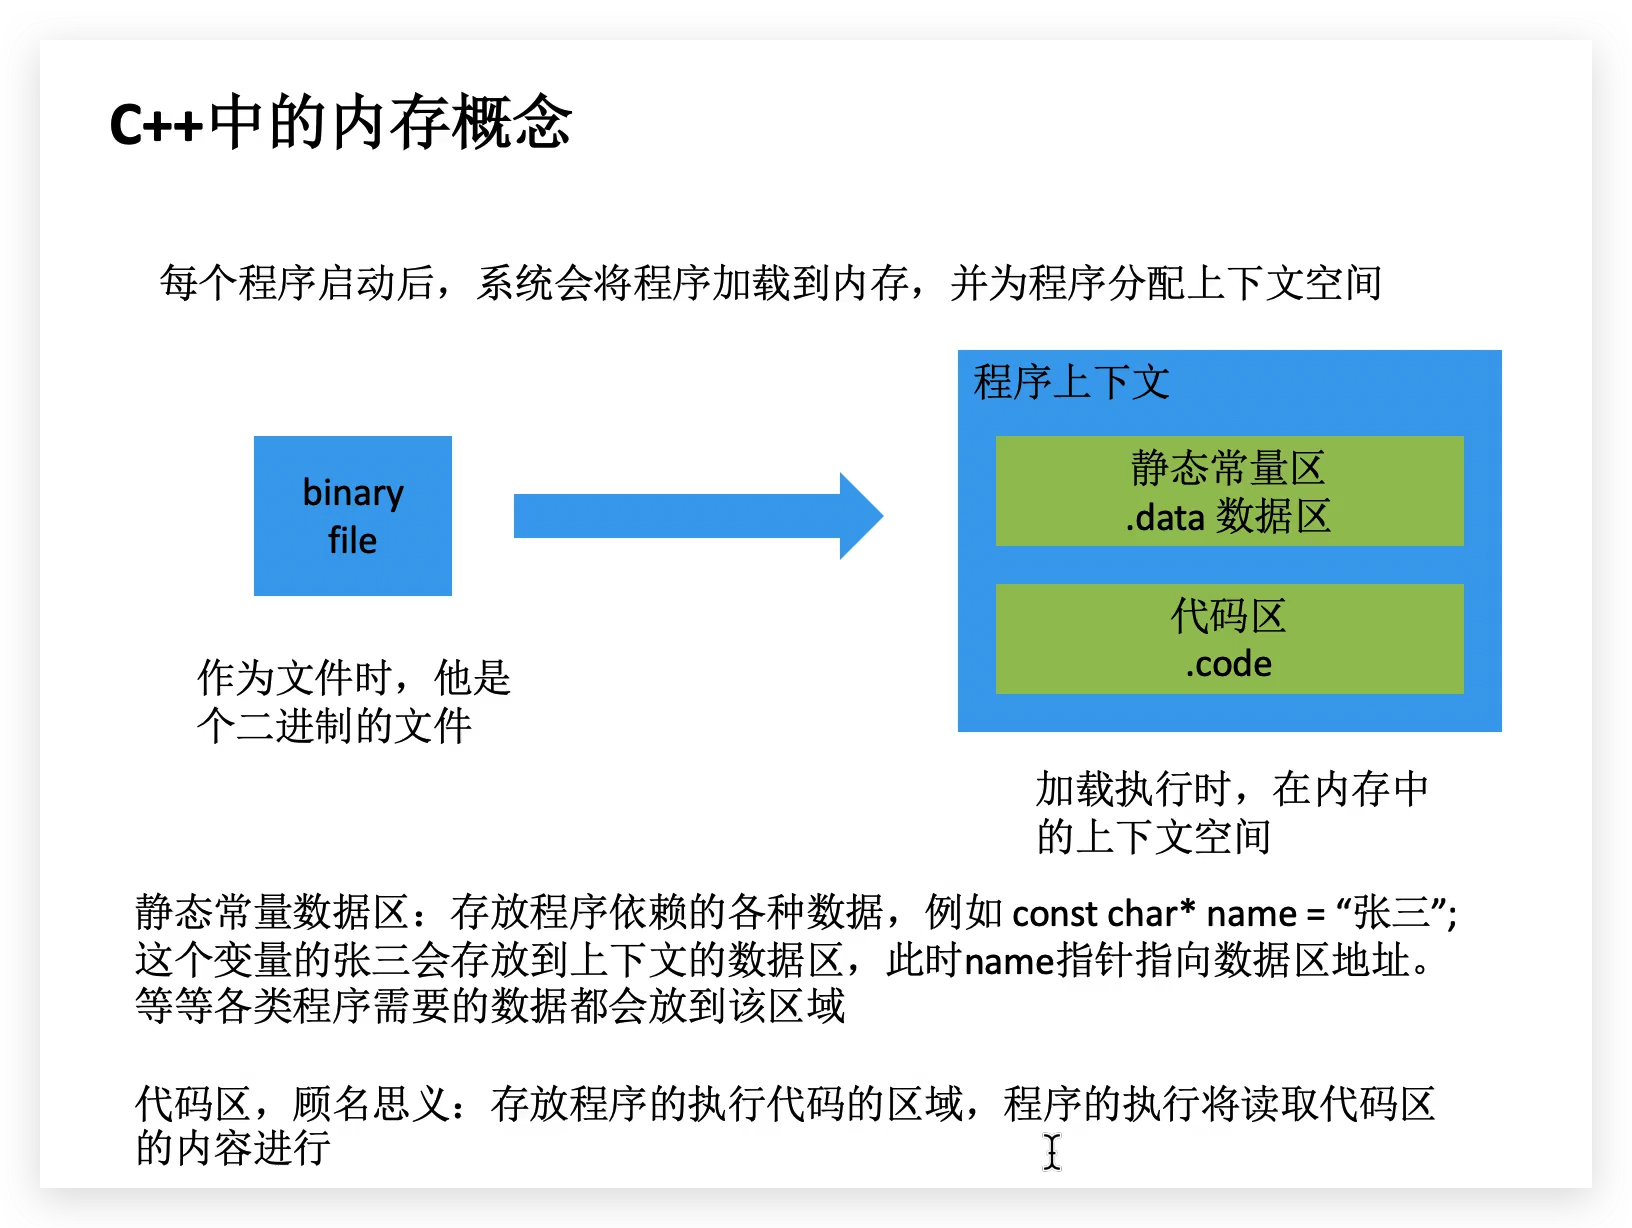 C++中的内存概念
每个程序启动后，系统会将程序加载到内存，并为程序分配上下文空间
程序上下文
静态常量区
.data 数据区
binary
file
代码区
.code
作为文件时，他是
个二进制的文件
加载执行时，在内存中
的上下文空间
静态常量数据区：存放程序依赖的各种数据，例如 const char* name = “张三”;
这个变量的张三会存放到上下文的数据区，此时name指针指向数据区地址。
等等各类程序需要的数据都会放到该区域
代码区，顾名思义：存放程序的执行代码的区域，程序的执行将读取代码区
的内容进行